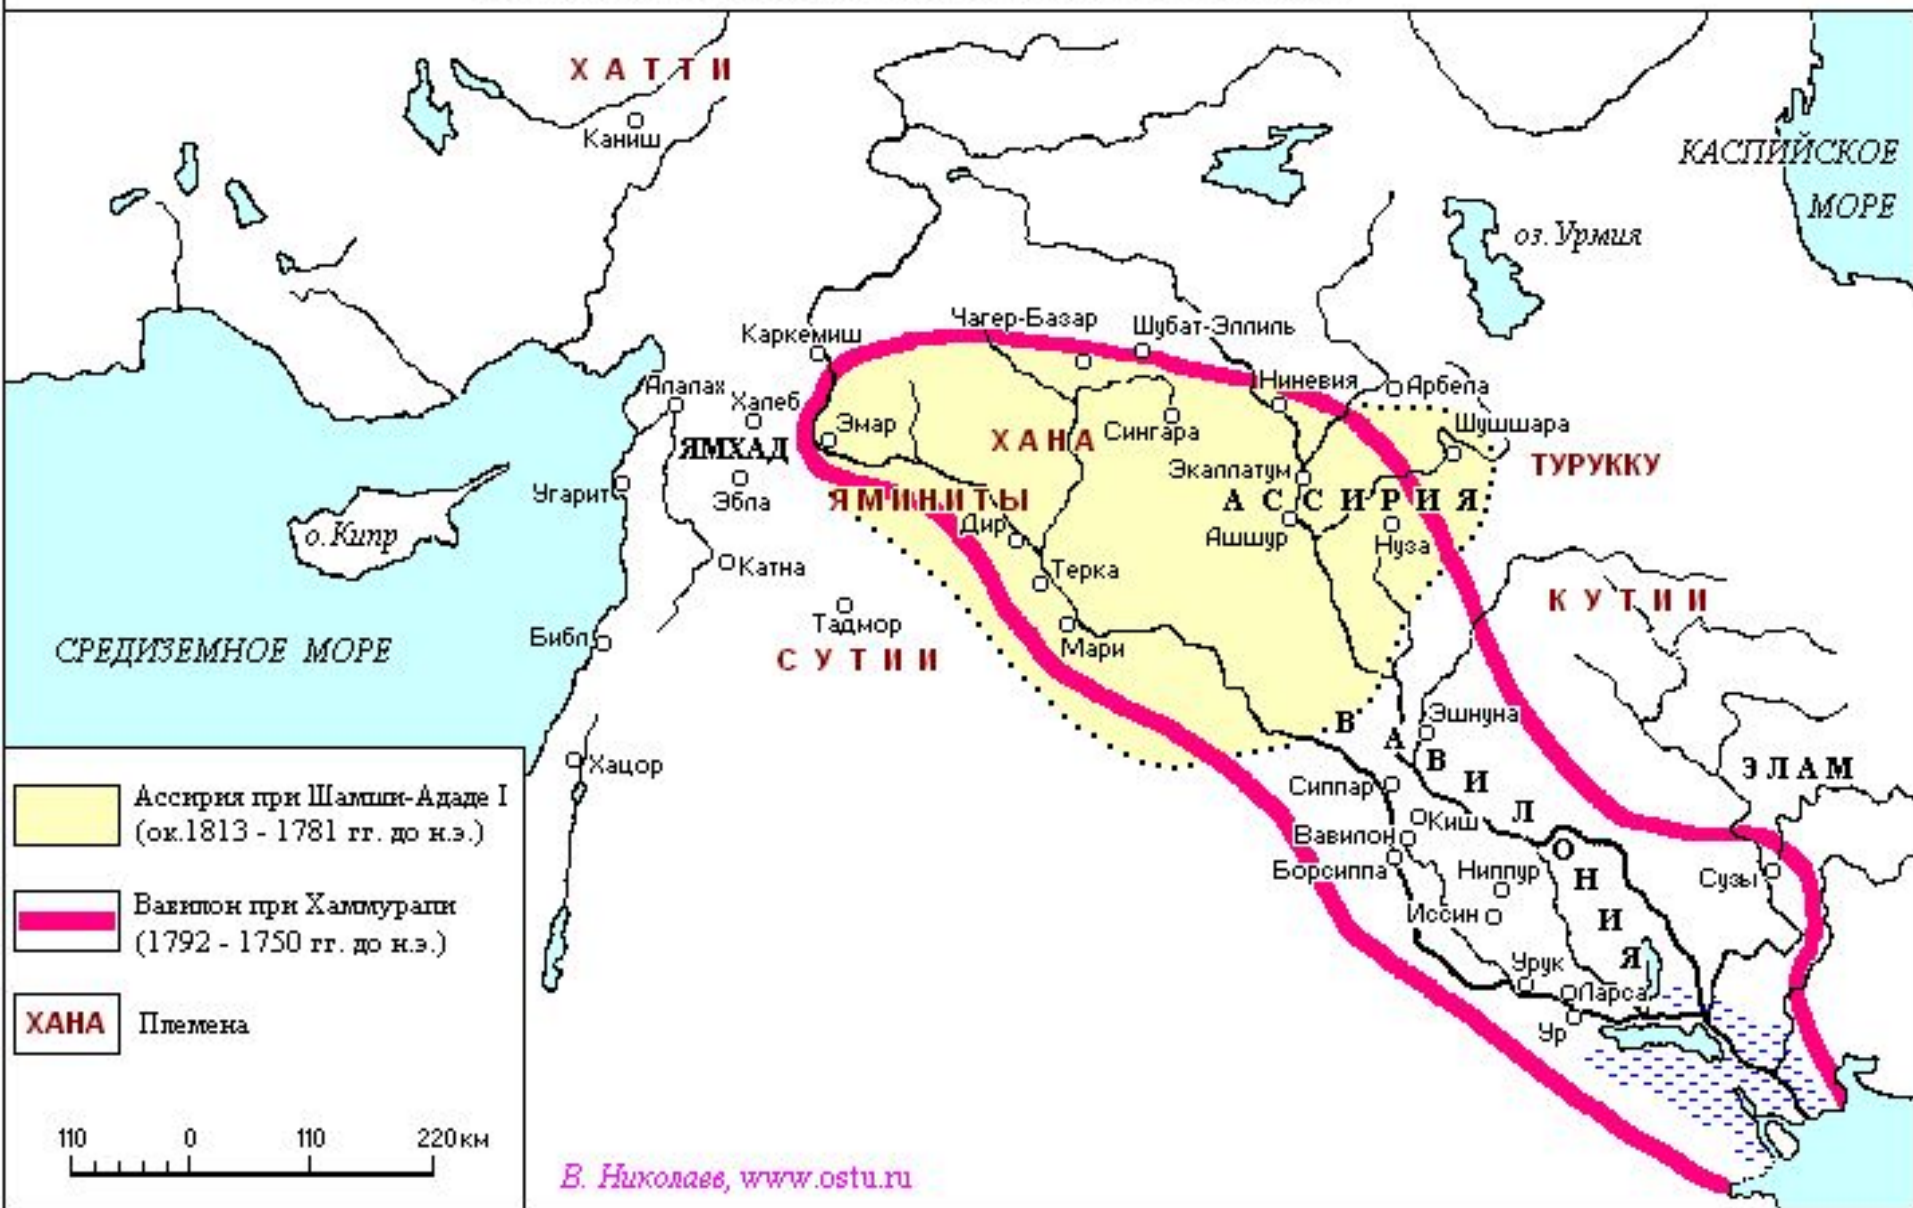 ХАТТИ
Каниш
КАСПИЙСКОЕ
МОРЕ
оз. Урмия
Каркемиш
Чагер-Базар
Шубат-Эллиль
Ниневия
Арбела
Алалах
Халеб
Эмар
ХАНА
Сингара
Шушшара
ЯМХАД
ТУРУККУ
Экаллатум
Угарит
Эбла
ЯМИНИТЫ
АССИРИЯ
Дир
Ашшур
Нуза
о. Кипр
Катна
Терка
КУТИИ
Тадмор
Библ
СРЕДИЗЕМНОЕ МОРЕ
СУТИИ
Мари
Эшнуна
ВАВИЛОНИЯ
Хацор
ЭЛАМ
Сиппар
Киш
Вавилон
Борсиппа
Ниппур
Сузы
Иссин
Урук
Ларса
Ур
Ассирия при Шамши-Ададе I
(ок.1813 - 1781 гг. до н.э.)
Вавилон при Хаммурапи
(1792 - 1750 гг. до н.э.)
ХАНА Племена
110 0 110 220 км
В. Николаев, www.ostu.ru